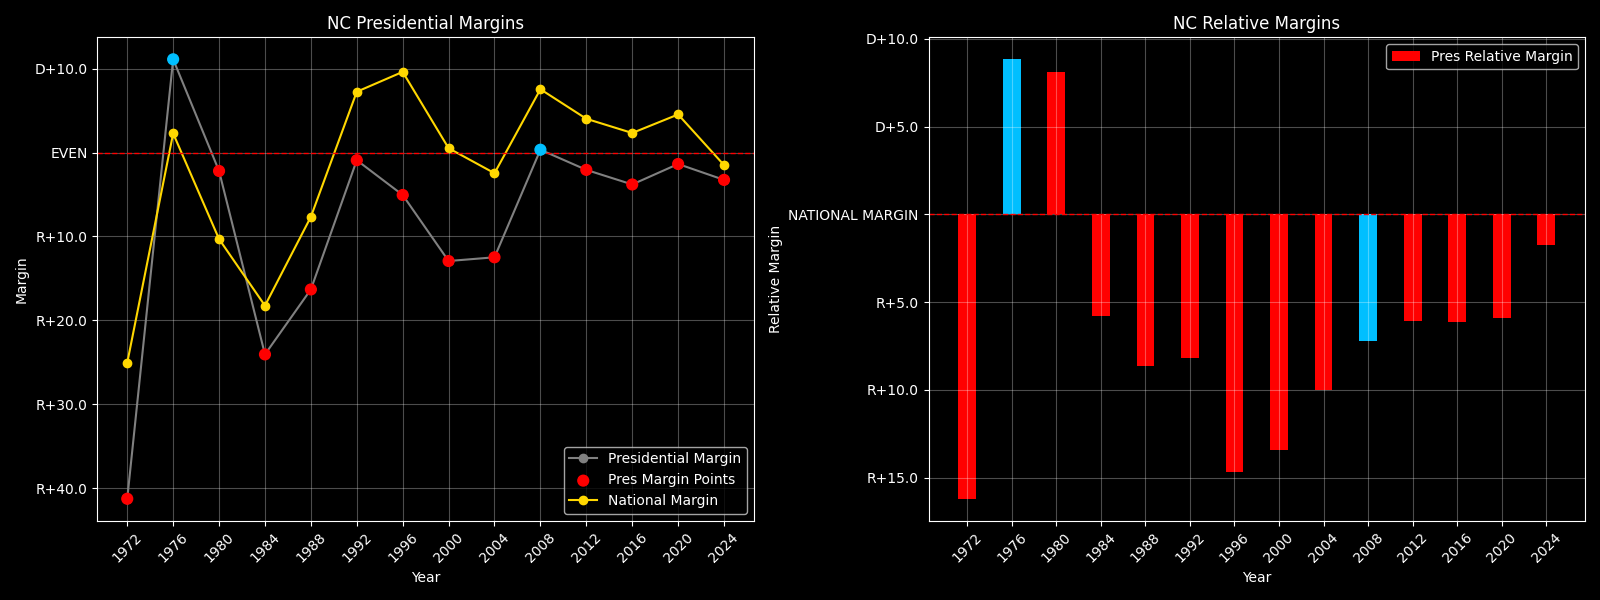 NC Presidential Margins
Margin
D+10.0
EVEN
R+10.0
R+20.0
R+30.0
R+40.0
Presidential Margin
Pres Margin Points
National Margin
1972 1976 1980 1984 1988 1992 1996 2000 2004 2008 2012 2016 2020 2024
Year
NC Relative Margins
Relative Margin
D+10.0
D+5.0
NATIONAL MARGIN
R+5.0
R+10.0
R+15.0
Pres Relative Margin
1972 1976 1980 1984 1988 1992 1996 2000 2004 2008 2012 2016 2020 2024
Year